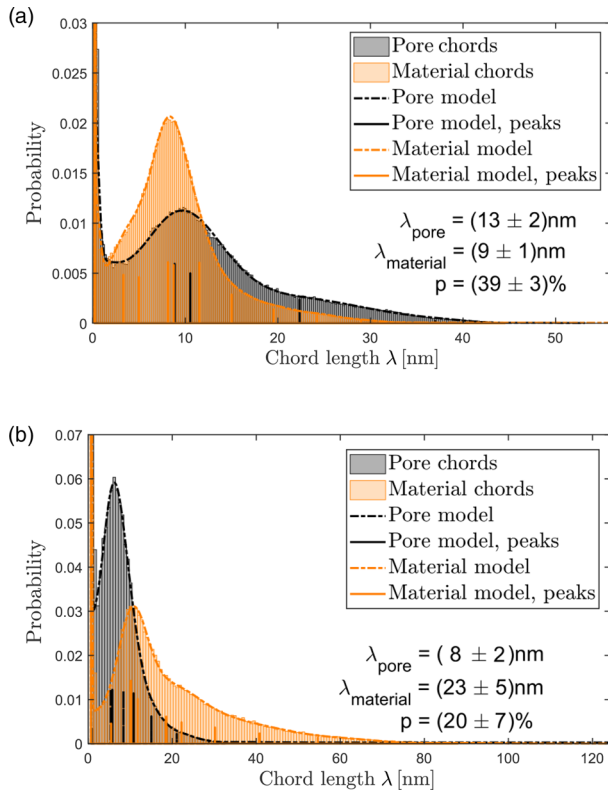 (a)
0.03
0.025
0.02
0.015
0.01
0.005
0
Probability
0 10 20 30 40 50
Chord length λ [nm]
Pore chords
Material chords
Pore model
Pore model, peaks
Material model
Material model, peaks
λpore = (13 ± 2)nm
λmaterial = (9 ± 1)nm
p = (39 ± 3)%
(b)
0.07
0.06
0.05
0.04
0.03
0.02
0.01
0
Probability
0 20 40 60 80 100 120
Chord length λ [nm]
Pore chords
Material chords
Pore model
Pore model, peaks
Material model
Material model, peaks
λpore = ( 8 ± 2)nm
λmaterial = (23 ± 5)nm
p = (20 ± 7)%